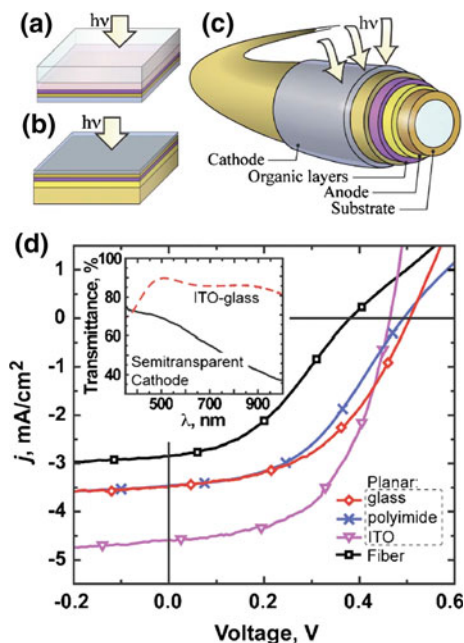 (a)
hν
(b)
hν
(c)
hν
Cathode
Organic layers
Anode
Substrate
(d)
j, mA/cm²
1
0
-1
-2
-3
-4
-5
-0.2
0.0
0.2
0.4
0.6
Voltage, V
Transmittance, %
100
80
60
40
500
700
900
λ, nm
ITO-glass
Semitransparent
Cathode
Planar:
glass
polyimide
ITO
Fiber